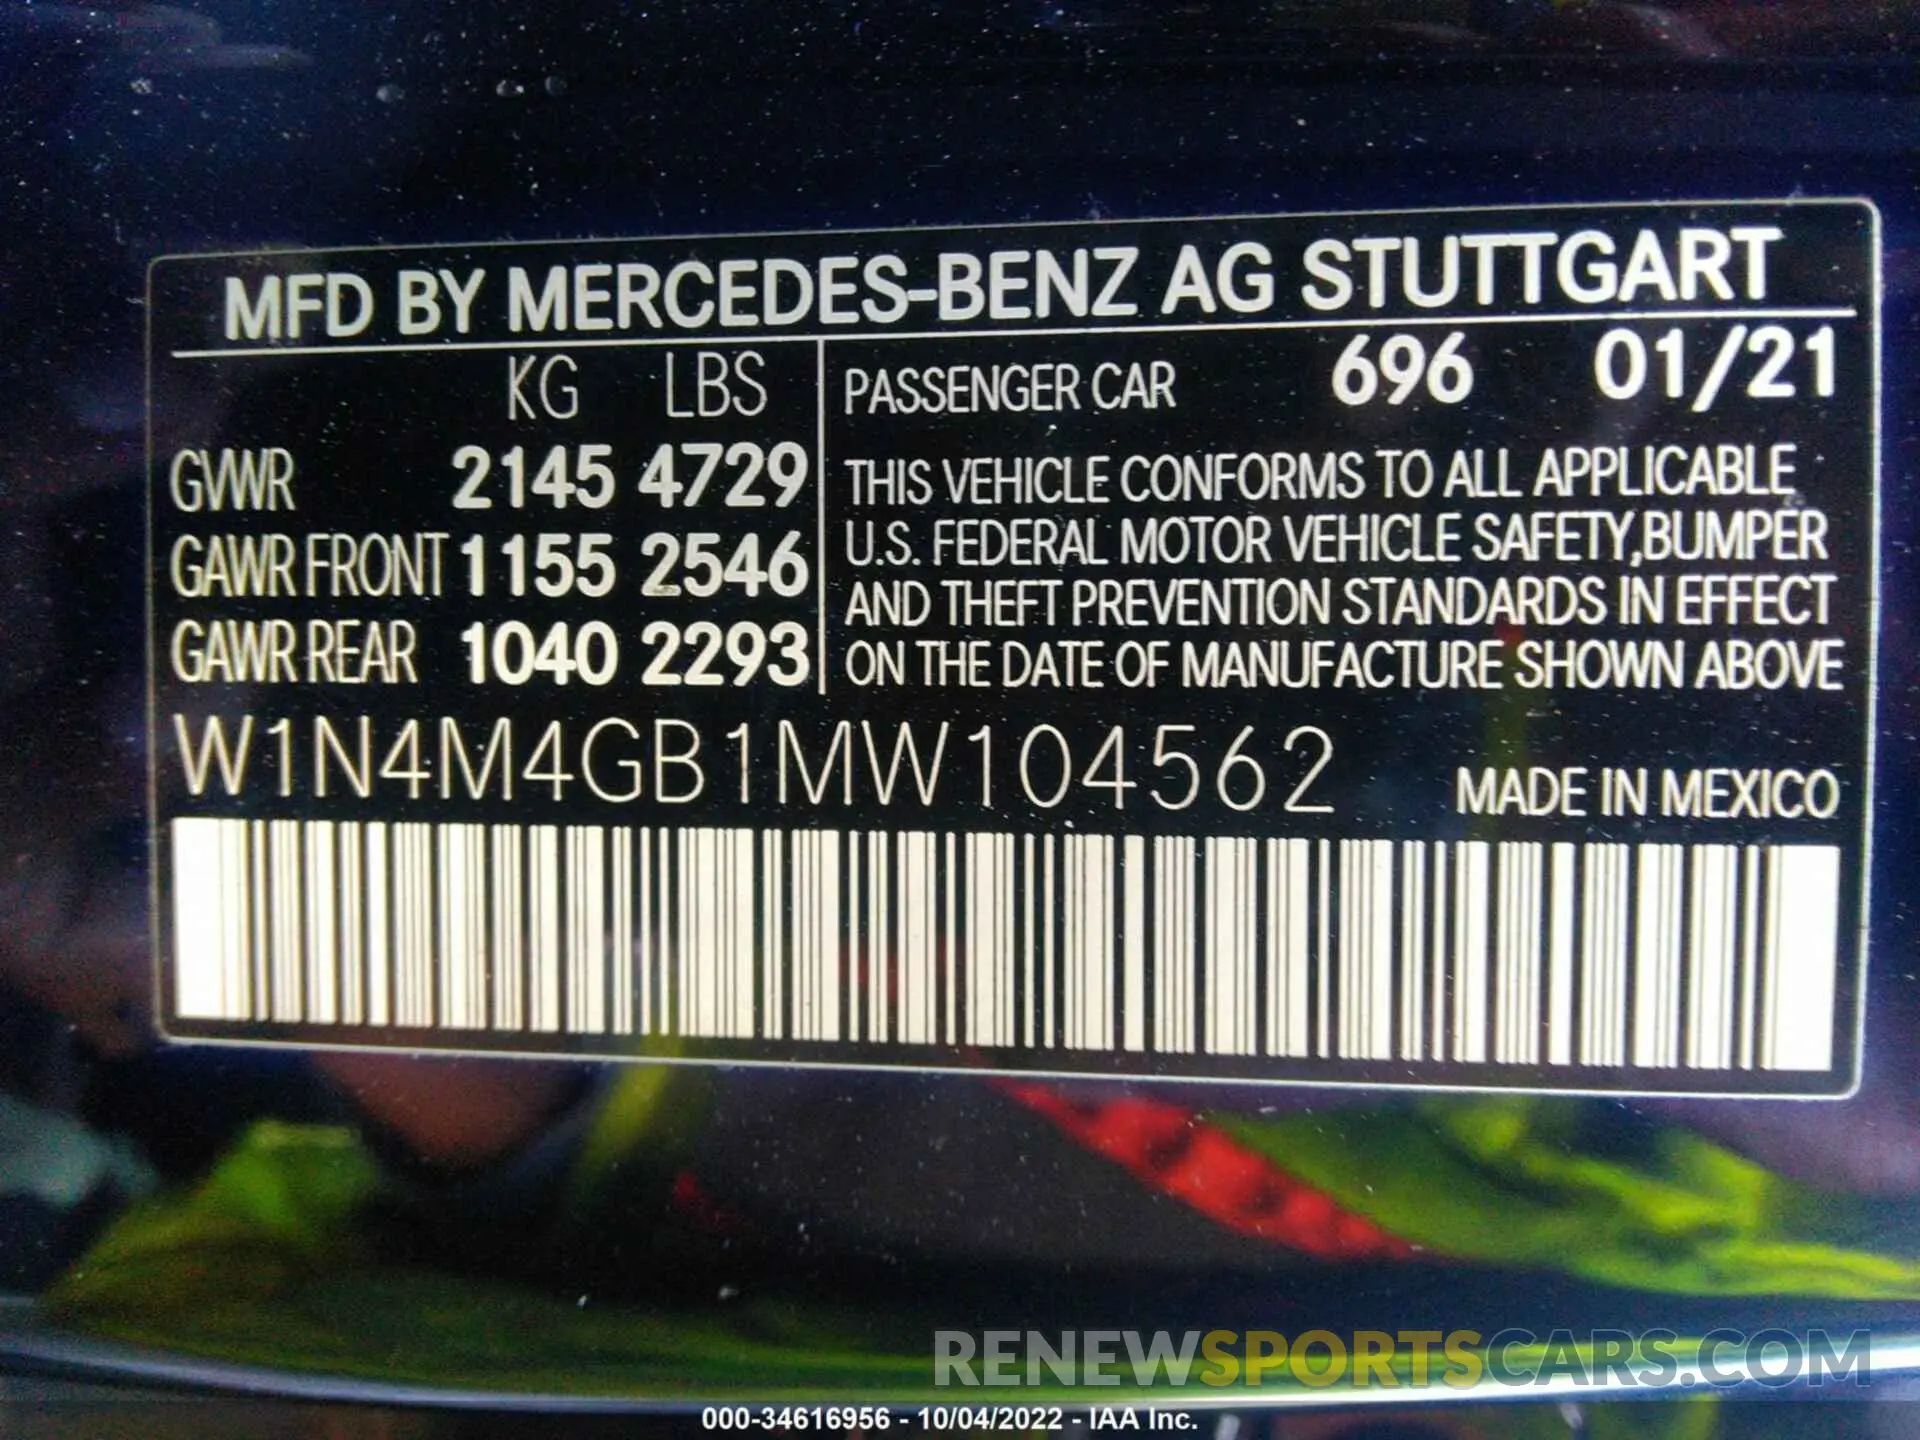 MFD BY MERCEDES-BENZ AG STUTTGART
KG LBS
GVWR 2145 4729
GAWR FRONT 1155 2546
GAWR REAR 1040 2293
PASSENGER CAR 696 01/21
THIS VEHICLE CONFORMS TO ALL APPLICABLE
U.S. FEDERAL MOTOR VEHICLE SAFETY,BUMPER
AND THEFT PREVENTION STANDARDS IN EFFECT
ON THE DATE OF MANUFACTURE SHOWN ABOVE
W1N4M4GB1MW104562
MADE IN MEXICO
RENEWSPORTSCARS.COM
000-34616956 - 10/04/2022 - IAA Inc.